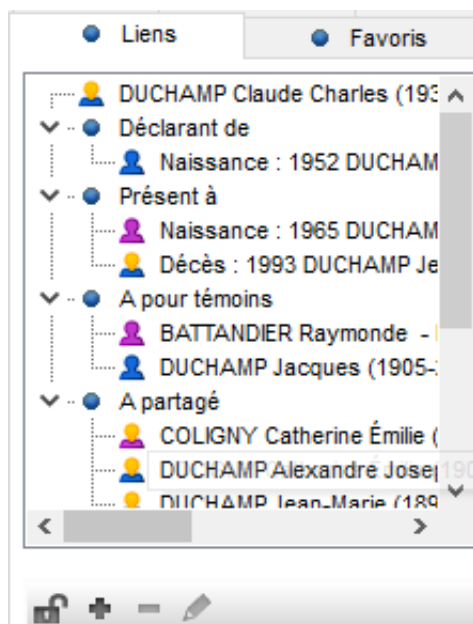 Liens
Favoris
DUCHAMP Claude Charles (193
Déclarant de
Naissance : 1952 DUCHAM
Présent à
Naissance : 1965 DUCHAM
Décès : 1993 DUCHAMP Je
A pour témoins
BATTANDIER Raymonde -
DUCHAMP Jacques (1905-
A partagé
COLIGNY Catherine Émilie (
DUCHAMP Alexandre Josep
DUCHAMP Jean-Marie (189